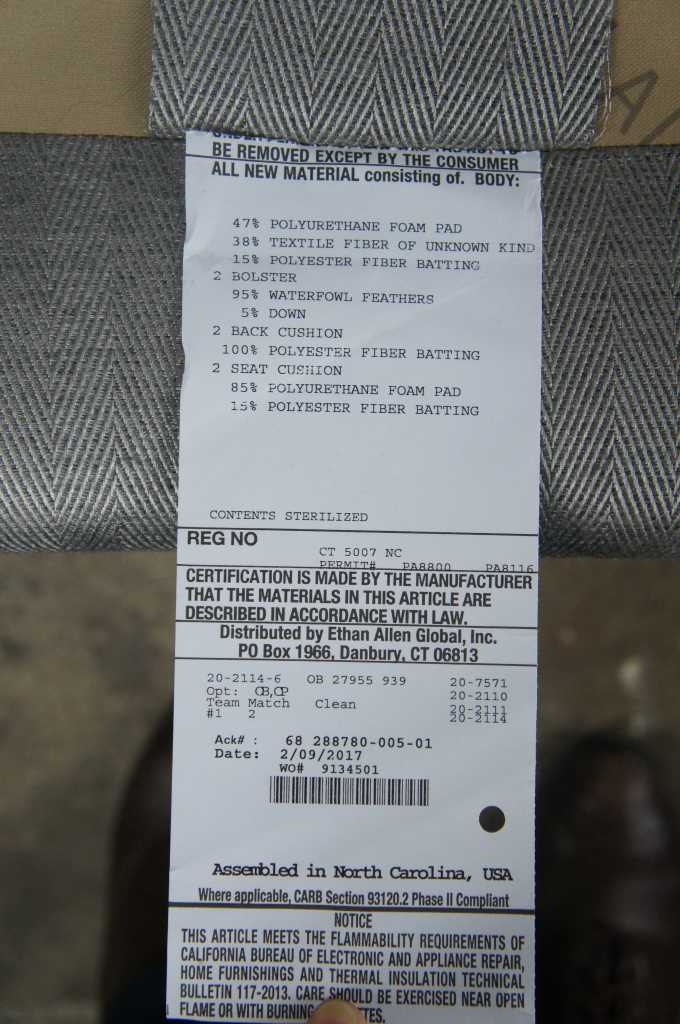 BE REMOVED EXCEPT BY THE CONSUMER
ALL NEW MATERIAL consisting of. BODY:
47% POLYURETHANE FOAM PAD
38% TEXTILE FIBER OF UNKNOWN KIND
15% POLYESTER FIBER BATTING
2 BOLSTER
95% WATERFOWL FEATHERS
5% DOWN
2 BACK CUSHION
100% POLYESTER FIBER BATTING
2 SEAT CUSHION
85% POLYURETHANE FOAM PAD
15% POLYESTER FIBER BATTING
CONTENTS STERILIZED
REG NO
CT 5007 NC
PERMIT# PA8800 PA8116
CERTIFICATION IS MADE BY THE MANUFACTURER
THAT THE MATERIALS IN THIS ARTICLE ARE
DESCRIBED IN ACCORDANCE WITH LAW.
Distributed by Ethan Allen Global, Inc.
PO Box 1966, Danbury, CT 06813
20-2114-6 OB 27955 939 20-7571
Opt: OB,OP 20-2110
Team Match Clean 20-2111
#1 2 20-2114
Ack# : 68 288780-005-01
Date: 2/09/2017
WO# 9134501
Assembled in North Carolina, USA
Where applicable, CARB Section 93120.2 Phase II Compliant
NOTICE
THIS ARTICLE MEETS THE FLAMMABILITY REQUIREMENTS OF
CALIFORNIA BUREAU OF ELECTRONIC AND APPLIANCE REPAIR,
HOME FURNISHINGS AND THERMAL INSULATION TECHNICAL
BULLETIN 117-2013. CARE SHOULD BE EXERCISED NEAR OPEN
FLAME OR WITH BURNING